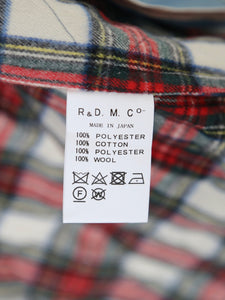 R & D. M. Co-
MADE IN JAPAN
100% POLYESTER
100% COTTON
100% POLYESTER
100% WOOL